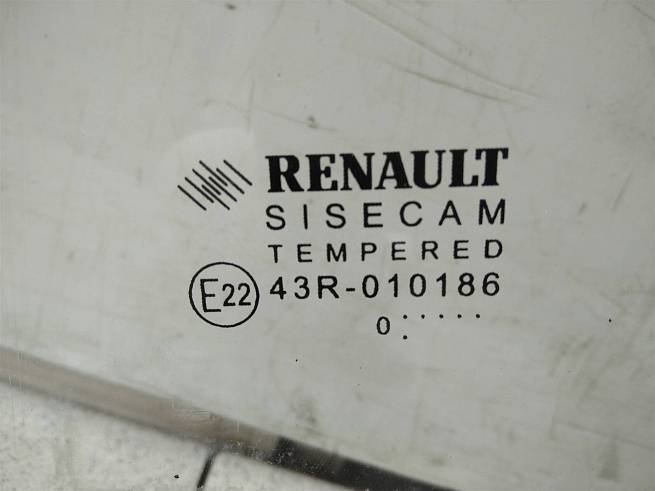 RENAULT
SISECAM
TEMPERED
E22 43R-010186
0:·····